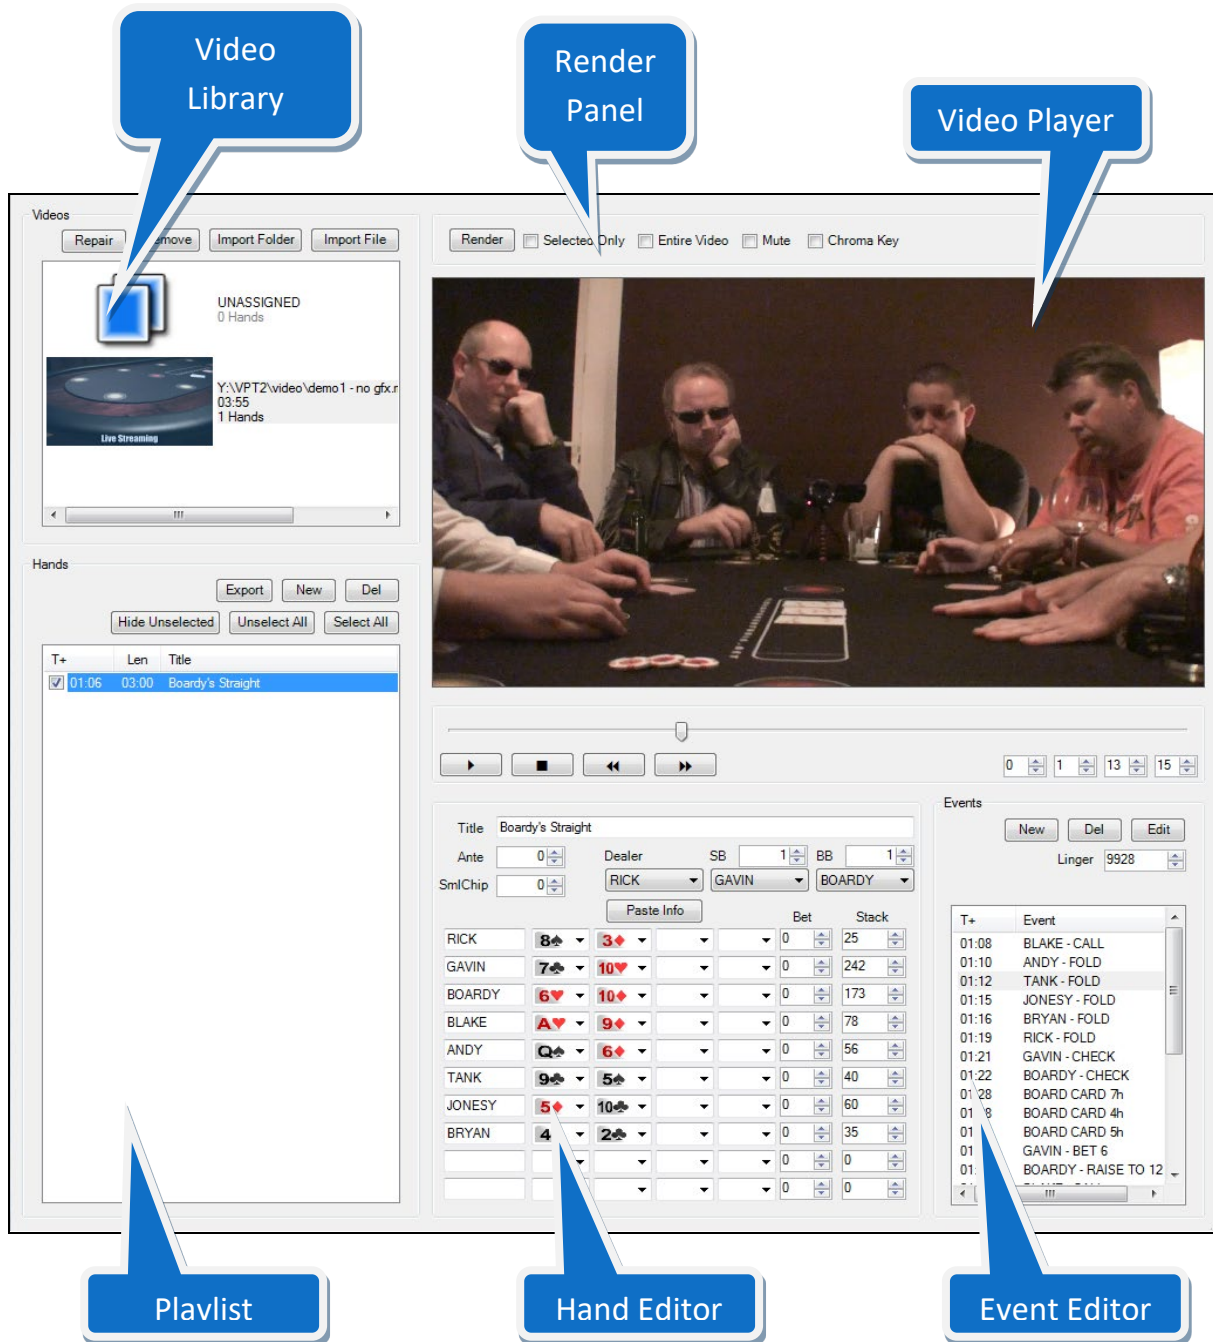 Video
Library
Render
Panel
Video Player
Videos
Repair
Import Folder
Import File
UNASSIGNED
0 Hands
Y:\VPT2\video\demo1 - no gfx.
03:55
1 Hands
Live Streaming
Render
Selected Only
Entire Video
Mute
Chroma Key
Hands
Export
New
Del
Hide Unselected
Unselect All
Select All
T+ Len Title
01:06 03:00 Boardy's Straight
0 1 13 15
Title Boardy's Straight
Ante 0 Dealer SB 1 BB 1
SmlChip 0 RICK GAVIN BOARDY
Paste Info
Bet Stack
RICK 8♠ 3♦ 0 25
GAVIN 7♣ 10♥ 0 242
BOARDY 6♥ 10♦ 0 173
BLAKE A♥ 9♦ 0 78
ANDY Q♠ 6♦ 0 56
TANK 9♣ 5♠ 0 40
JONESY 5♦ 10♣ 0 60
BRYAN 4 2♣ 0 35
0 0
0 0
Events
New
Del
Edit
Linger 9928
T+ Event
01:08 BLAKE - CALL
01:10 ANDY - FOLD
01:12 TANK - FOLD
01:15 JONESY - FOLD
01:16 BRYAN - FOLD
01:19 RICK - FOLD
01:21 GAVIN - CHECK
01:22 BOARDY - CHECK
01:28 BOARD CARD 7h
BOARD CARD 4h
BOARD CARD 5h
GAVIN - BET 6
BOARDY - RAISE TO 12
Playlist
Hand Editor
Event Editor